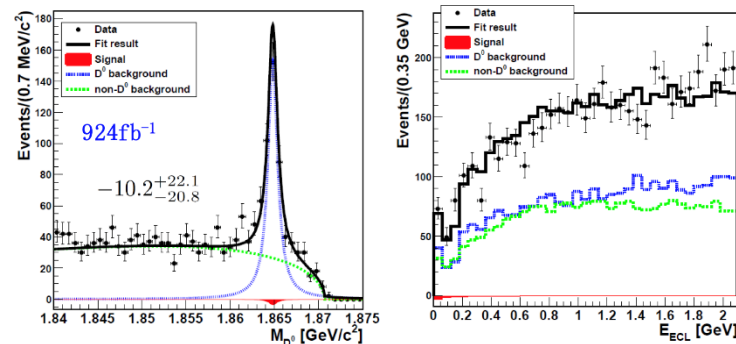 Events/(0.7 MeV/c²)
180
160
140
120
100
80
60
40
20
0
Data
Fit result
Signal
D⁰ background
non-D⁰ background
924fb⁻¹
−10.2 +22.1 −20.8
1.84 1.845 1.85 1.855 1.86 1.865 1.87 1.875
M_D⁰ [GeV/c²]
Events/(0.35 GeV)
200
150
100
50
0
Data
Fit result
Signal
D⁰ background
non-D⁰ background
0 0.2 0.4 0.6 0.8 1 1.2 1.4 1.6 1.8 2
E_ECL [GeV]